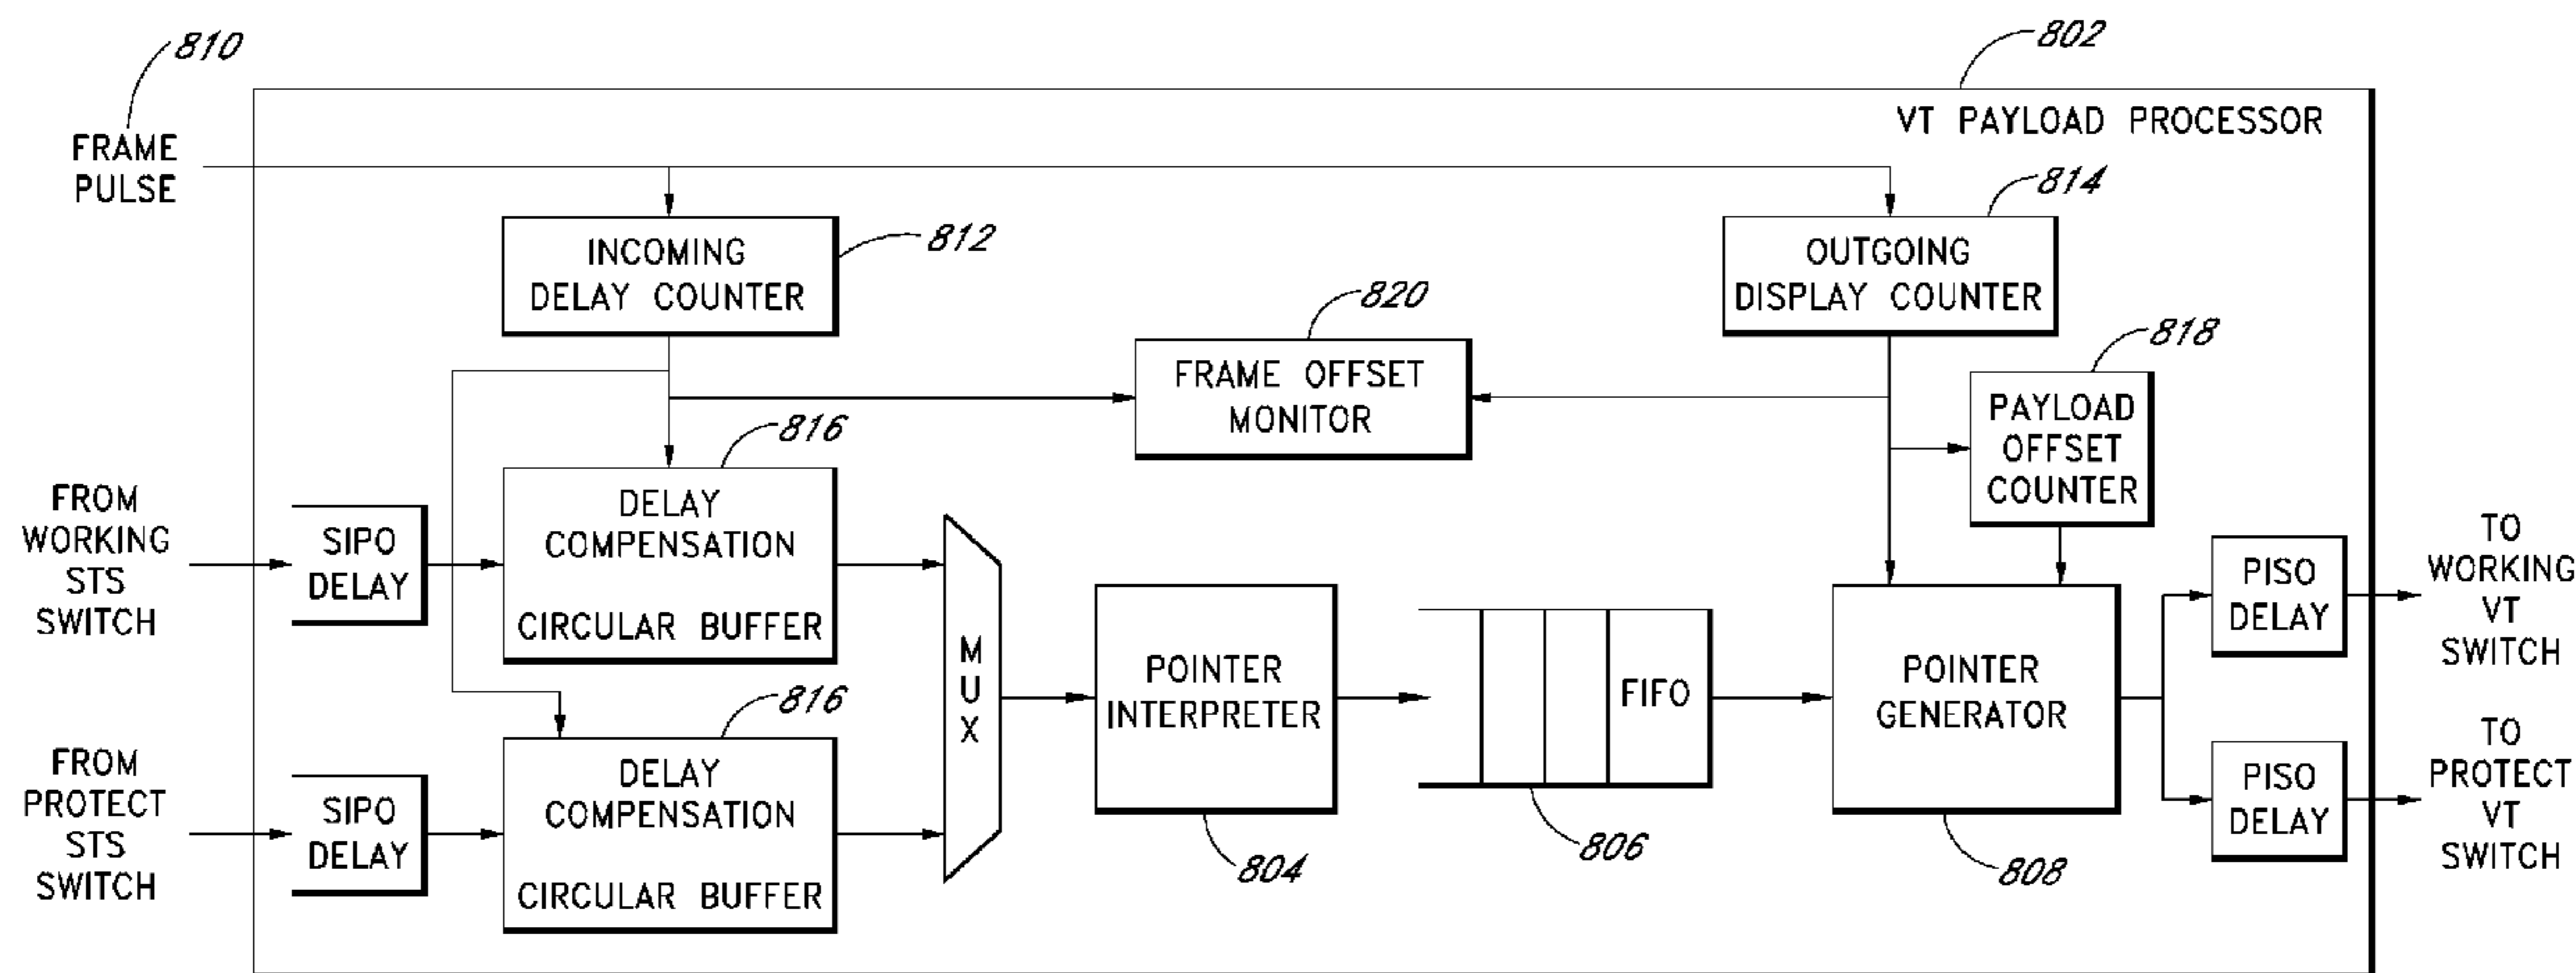 810
802
VT PAYLOAD PROCESSOR
FRAME
PULSE
814
812
INCOMING
DELAY COUNTER
OUTGOING
DISPLAY COUNTER
820
818
FRAME OFFSET
MONITOR
PAYLOAD
OFFSET
COUNTER
816
FROM
WORKING
STS
SWITCH
SIPO
DELAY
DELAY
COMPENSATION
CIRCULAR BUFFER
MUX
POINTER
INTERPRETER
804
FIFO
806
POINTER
GENERATOR
808
PISO
DELAY
TO
WORKING
VT
SWITCH
816
FROM
PROTECT
STS
SWITCH
SIPO
DELAY
DELAY
COMPENSATION
CIRCULAR BUFFER
PISO
DELAY
TO
PROTECT
VT
SWITCH